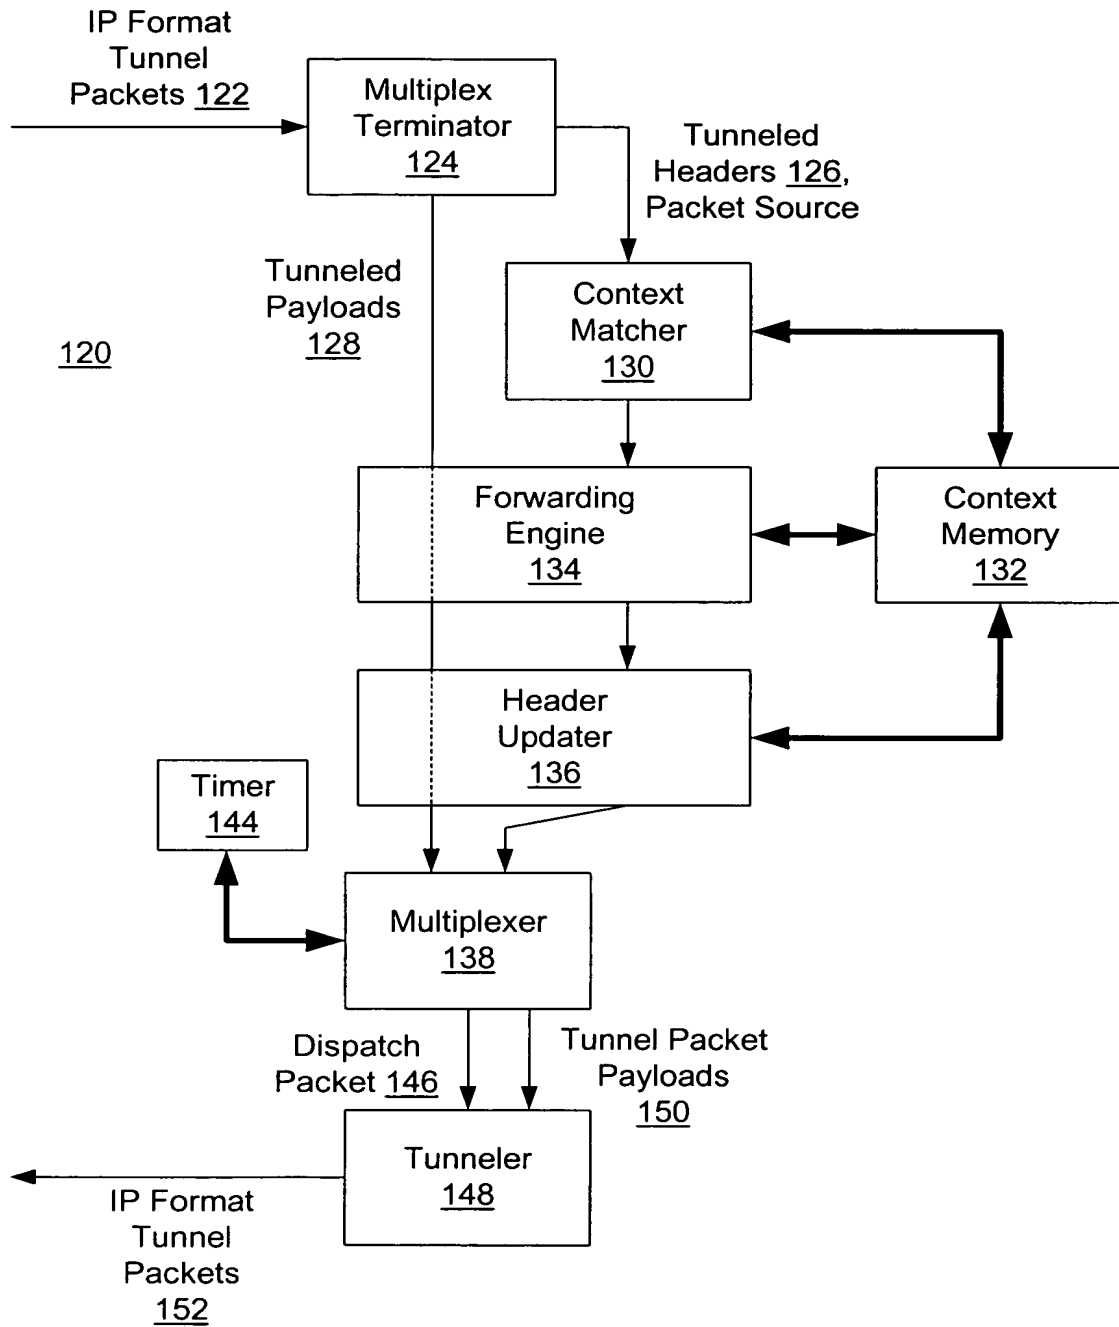 IP Format
Tunnel
Packets 122
Multiplex
Terminator
124
Tunneled
Headers 126,
Packet Source
Tunneled
Payloads
128
120
Context
Matcher
130
Forwarding
Engine
134
Context
Memory
132
Header
Updater
136
Timer
144
Multiplexer
138
Dispatch
Packet 146
Tunnel Packet
Payloads
150
Tunneler
148
IP Format
Tunnel
Packets
152